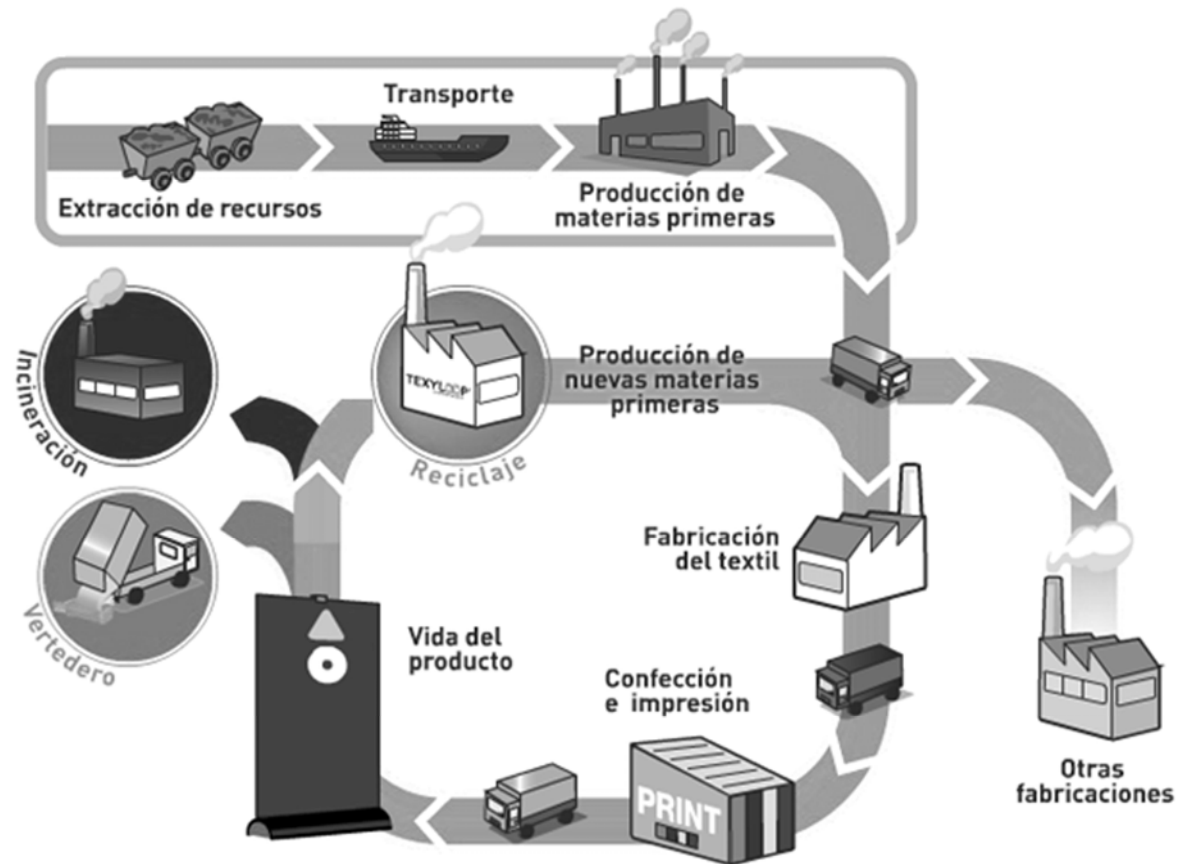 Transporte
Extracción de recursos
Producción de
materias primeras
Incineración
TEXYLOOP
Reciclaje
Producción de
nuevas materias
primeras
Vertedero
Fabricación
del textil
Vida del
producto
Confección
e impresión
PRINT
Otras
fabricaciones